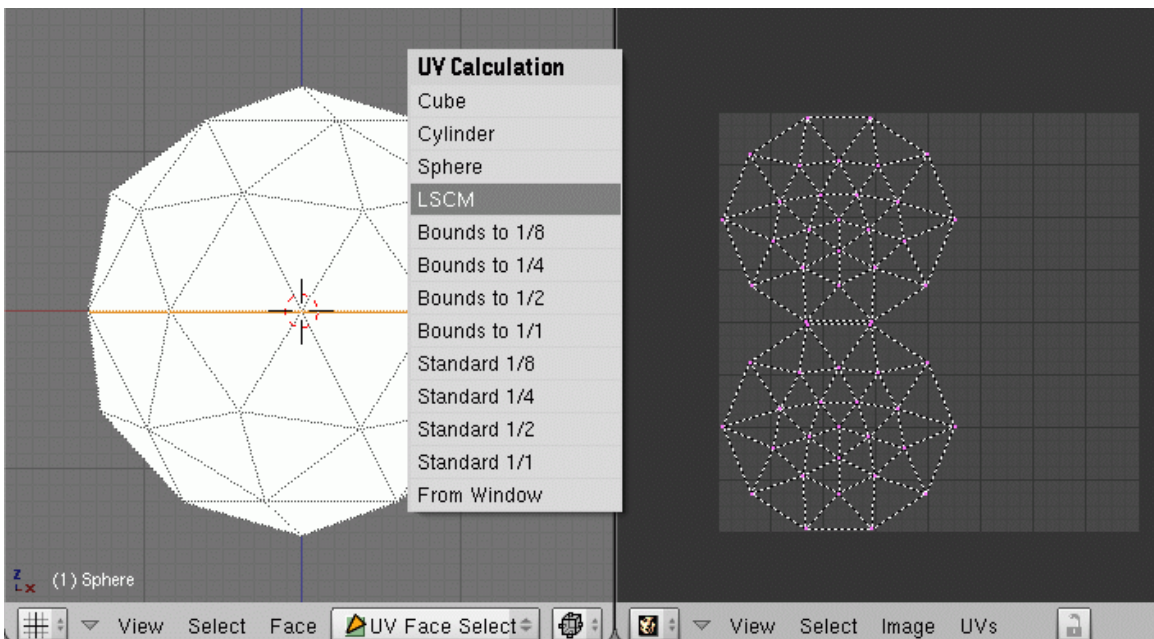 UV Calculation
Cube
Cylinder
Sphere
LSCM
Bounds to 1/8
Bounds to 1/4
Bounds to 1/2
Bounds to 1/1
Standard 1/8
Standard 1/4
Standard 1/2
Standard 1/1
From Window
Z
X
(1) Sphere
View Select Face UV Face Select
View Select Image UVs